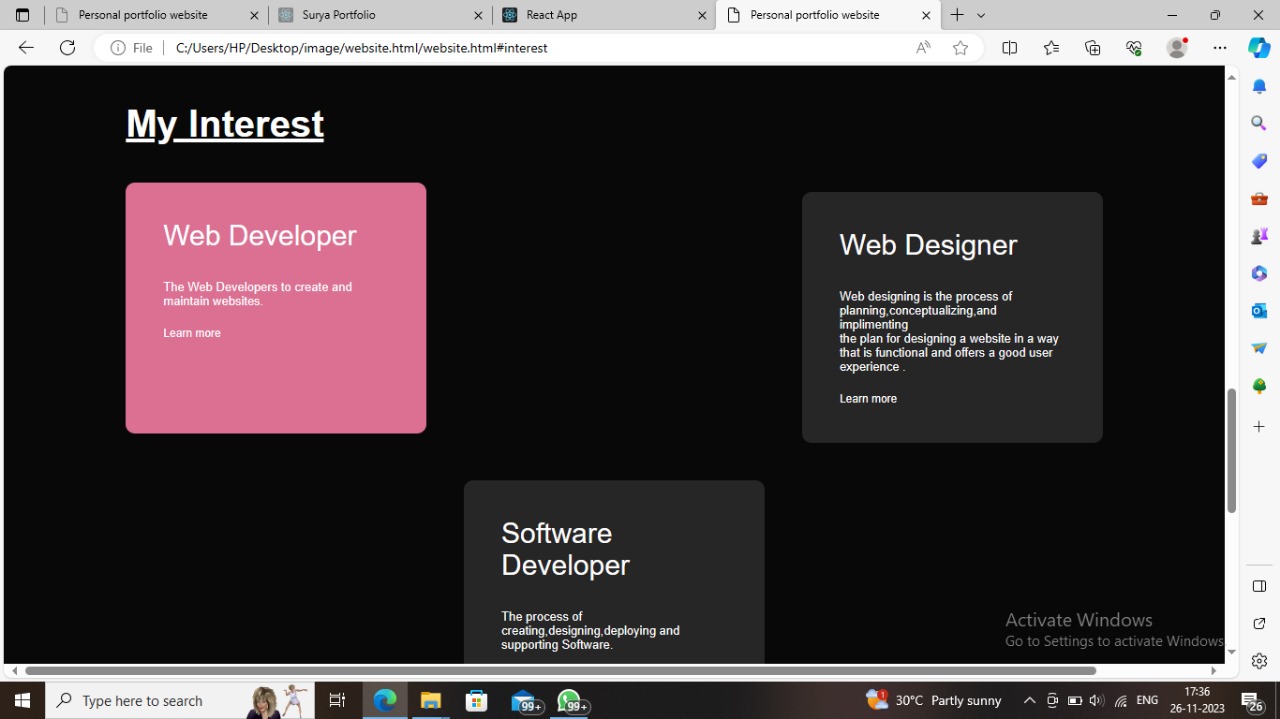 Personal portfolio website
Surya Portfolio
React App
Personal portfolio website
File
C:/Users/HP/Desktop/image/website.html/website.html#interest
My Interest
Web Developer
The Web Developers to create and
maintain websites.
Learn more
Web Designer
Web designing is the process of
planning,conceptualizing,and
implimenting
the plan for designing a website in a way
that is functional and offers a good user
experience .
Learn more
Software
Developer
The process of
creating,designing,deploying and
supporting Software.
Activate Windows
Go to Settings to activate Windows
Type here to search
99+
99+
1
30°C Partly sunny
ENG
17:36
26-11-2023
26